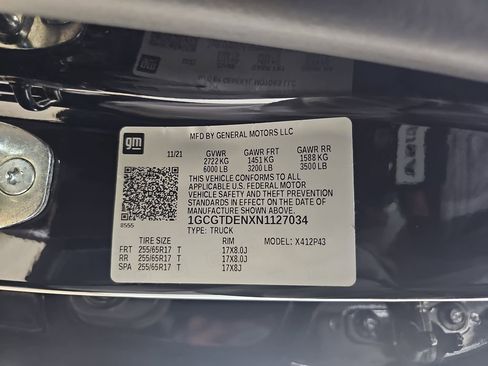 gm
MFD BY GENERAL MOTORS LLC
11/21 GVWR GAWR FRT GAWR RR
2722 KG 1451 KG 1588 KG
6000 LB 3200 LB 3500 LB
THIS VEHICLE CONFORMS TO ALL
APPLICABLE U.S. FEDERAL MOTOR
VEHICLE SAFETY AND THEFT PREVENTION
STANDARDS IN EFFECT ON THE DATE OF
MANUFACTURE SHOWN ABOVE.
8555
1GCGTDENXN1127034
TYPE: TRUCK
TIRE SIZE RIM MODEL: X412P43
FRT 255/65R17 T 17X8.0J
RR 255/65R17 T 17X8.0J
SPA 255/65R17 T 17X8J